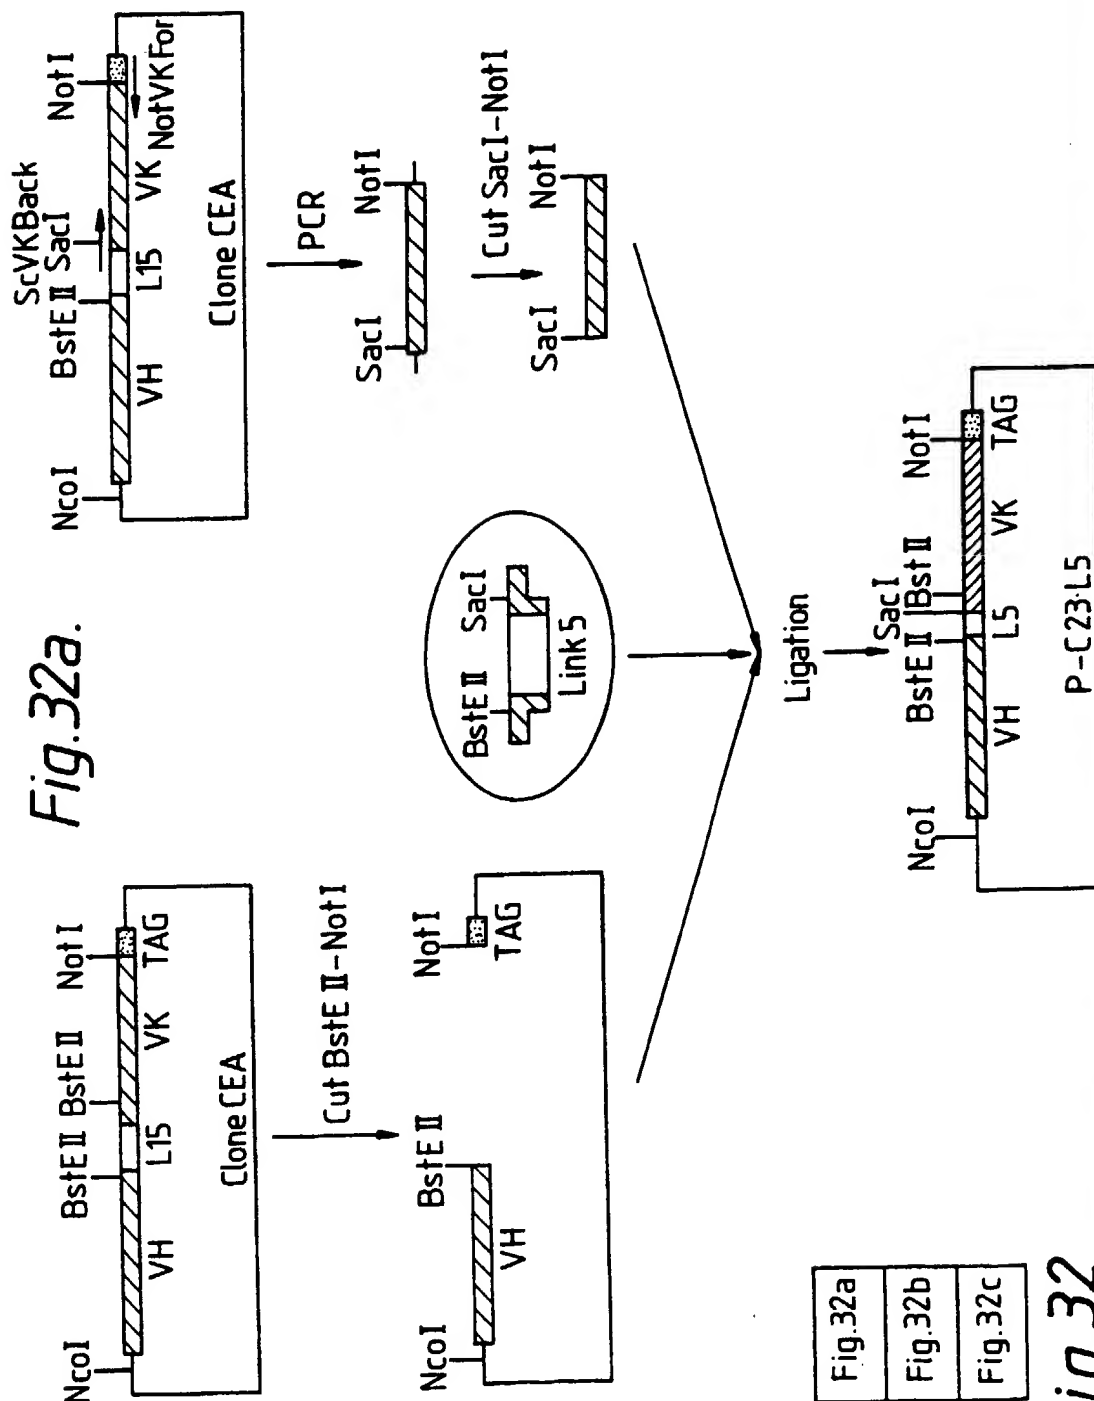 Fig.32a.
NcoI
BstE II
BstE II
NotI
VH
L15
VK
TAG
Clone CEA
Cut BstE II-NotI
NcoI
BstE II
NotI
VH
TAG
BstE II
SacI
Link 5
ScVKBack
NcoI
BstE II
SacI
NotI
VH
L15
VK
NotVKFor
Clone CEA
PCR
SacI
NotI
Cut SacI-NotI
SacI
NotI
Ligation
NcoI
BstE II
SacI
Bst II
NotI
VH
L5
VK
TAG
P-C23·L5
Fig.32a
Fig.32b
Fig.32c
ig.32